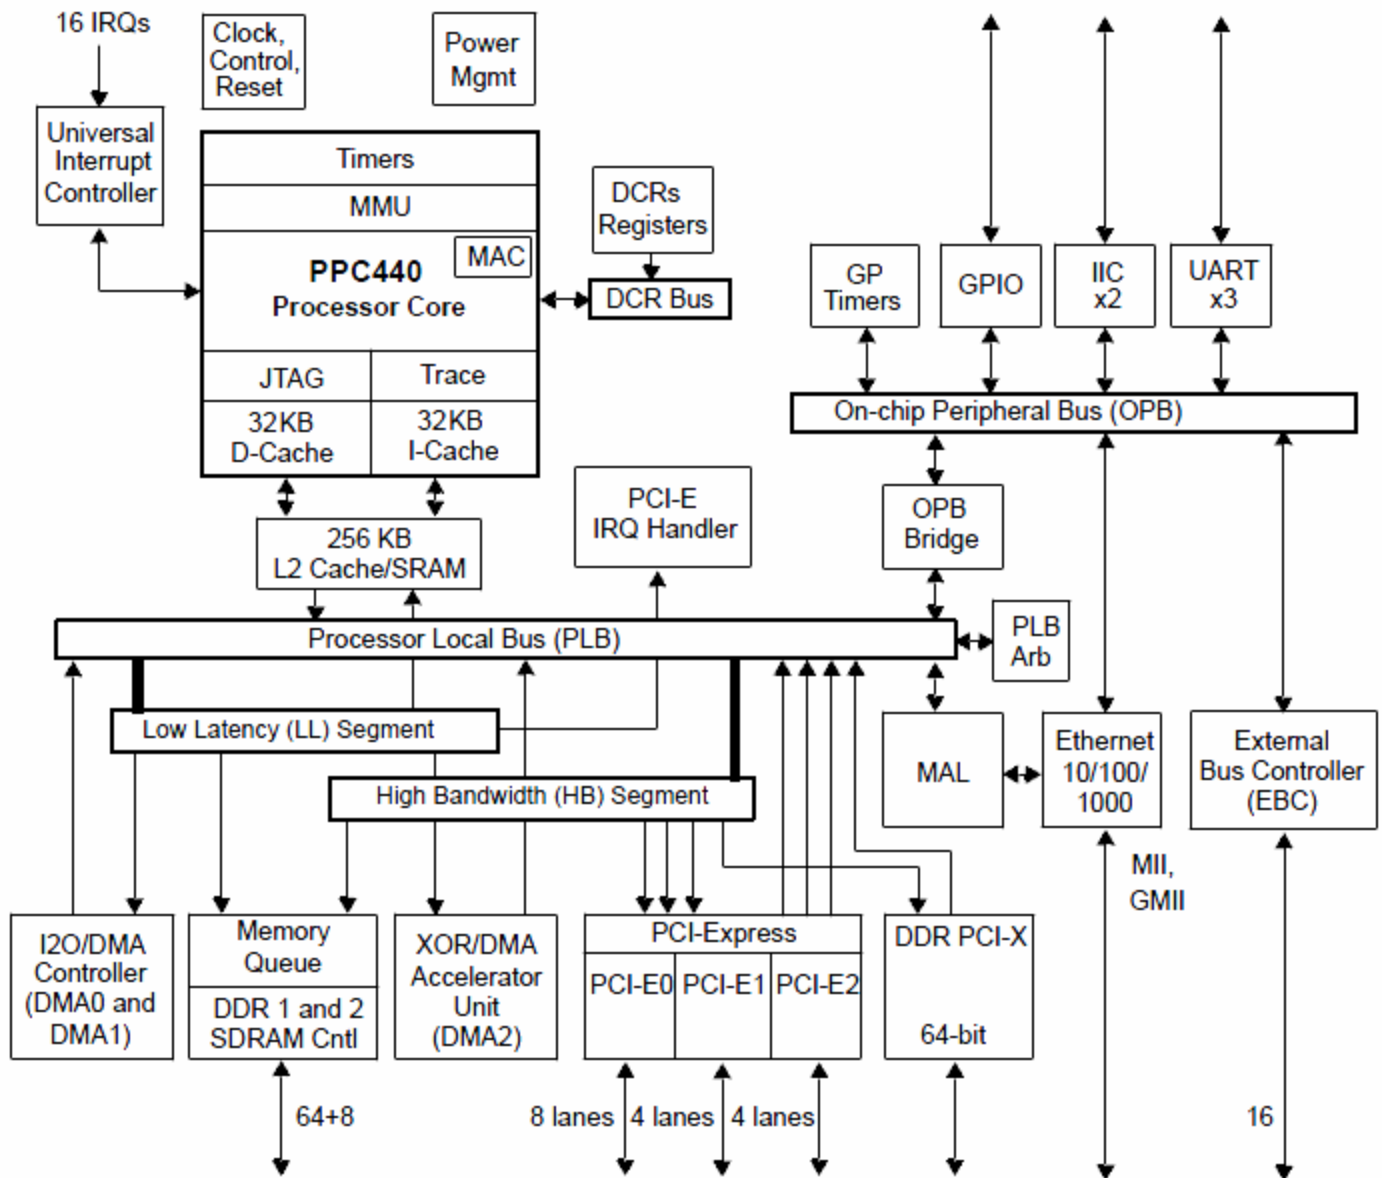 16 IRQs
Clock,
Control,
Reset
Power
Mgmt
Universal
Interrupt
Controller
Timers
MMU
MAC
PPC440
Processor Core
JTAG
Trace
32KB
D-Cache
32KB
I-Cache
DCRs
Registers
DCR Bus
GP
Timers
GPIO
IIC
x2
UART
x3
On-chip Peripheral Bus (OPB)
256 KB
L2 Cache/SRAM
PCI-E
IRQ Handler
OPB
Bridge
Processor Local Bus (PLB)
PLB
Arb
Low Latency (LL) Segment
High Bandwidth (HB) Segment
MAL
Ethernet
10/100/
1000
External
Bus Controller
(EBC)
MII,
GMII
I2O/DMA
Controller
(DMA0 and
DMA1)
Memory
Queue
DDR 1 and 2
SDRAM Cntl
XOR/DMA
Accelerator
Unit
(DMA2)
PCI-Express
PCI-E0
PCI-E1
PCI-E2
DDR PCI-X
64-bit
64+8
8 lanes
4 lanes
4 lanes
16